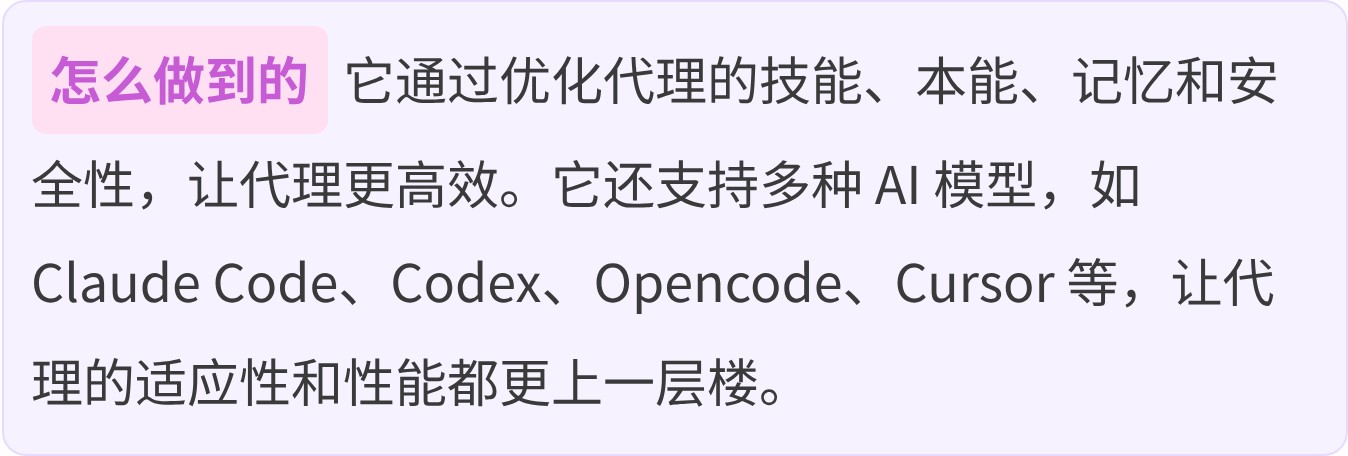 怎么做到的 它通过优化代理的技能、本能、记忆和安
全性，让代理更高效。它还支持多种 AI 模型，如
Claude Code、Codex、Opencode、Cursor 等，让代
理的适应性和性能都更上一层楼。